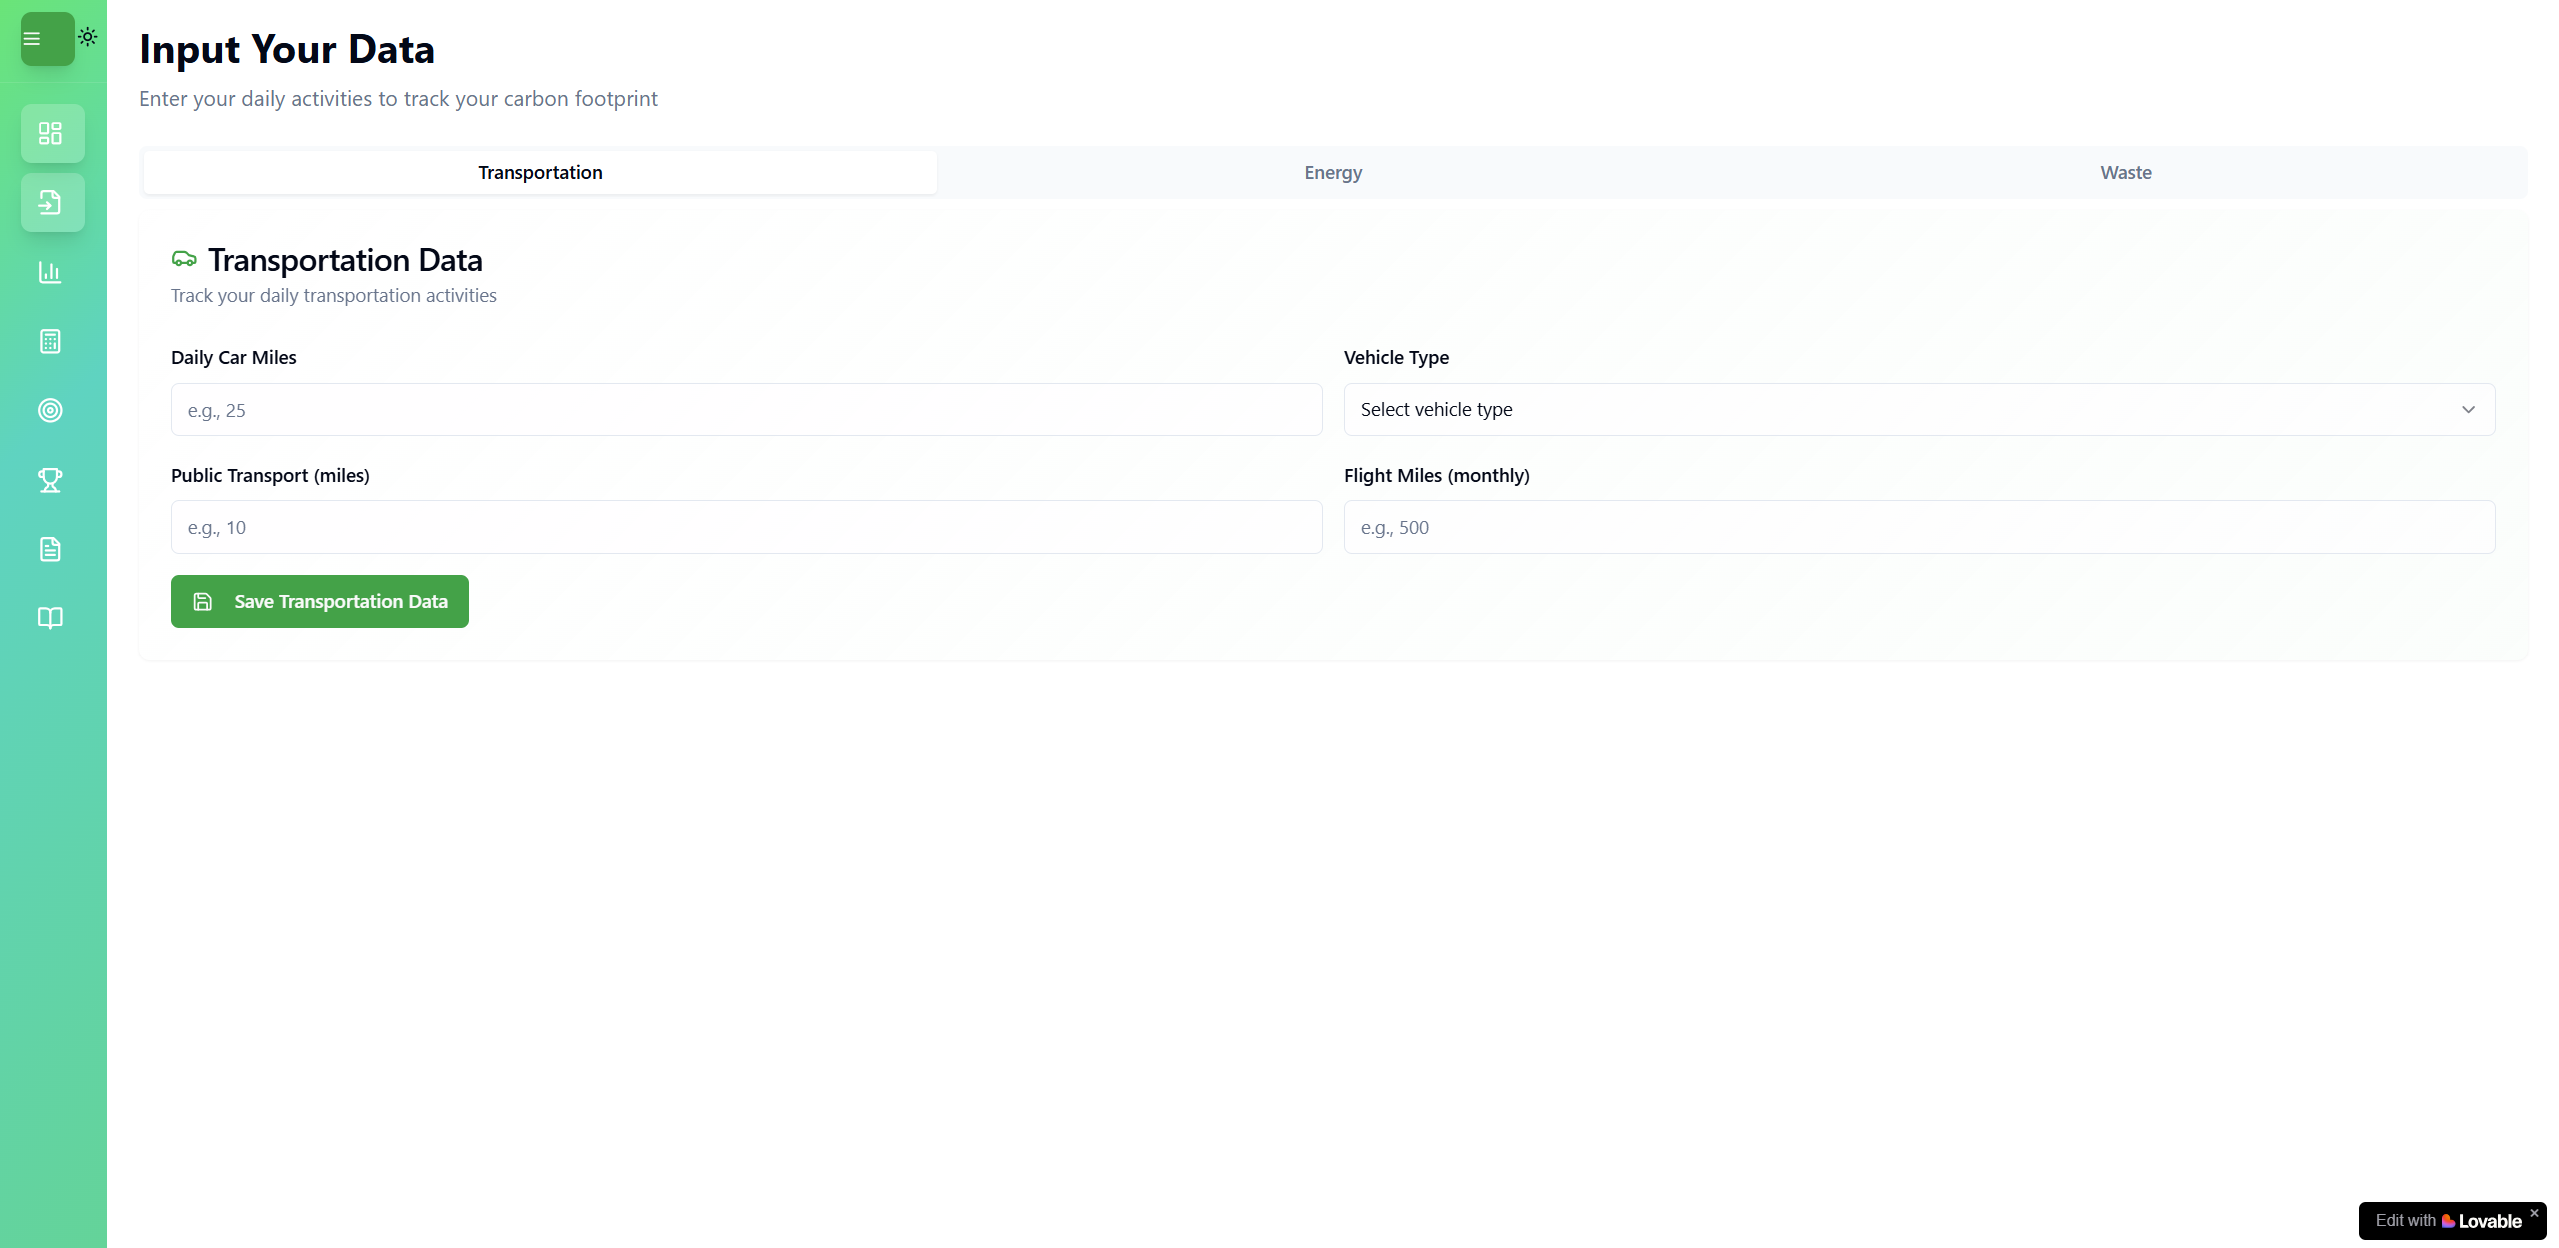 Input Your Data
Enter your daily activities to track your carbon footprint
Transportation
Energy
Waste
Transportation Data
Track your daily transportation activities
Daily Car Miles
Vehicle Type
e.g., 25
Select vehicle type
Public Transport (miles)
Flight Miles (monthly)
e.g., 10
e.g., 500
Save Transportation Data
Edit with Lovable ×